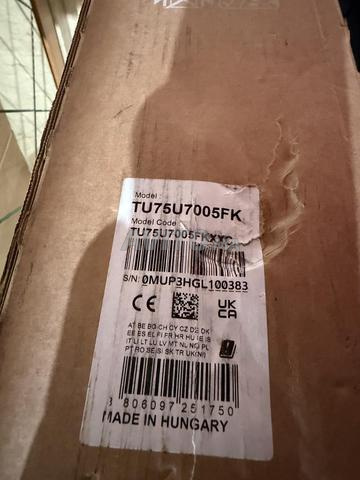 Model :
TU75U7005FK
Model Code :
TU75U7005FKXXC
S/N: 0MUP3HGL100383
CE
UK
CA
AT BE BG CH CY CZ DE DK
EE ES EL FI FR HR HU IE IS
IT LI LT LU LV MT NL NO PL
PT RO SE SI SK TR UK(NI)
8 806097 251750
MADE IN HUNGARY